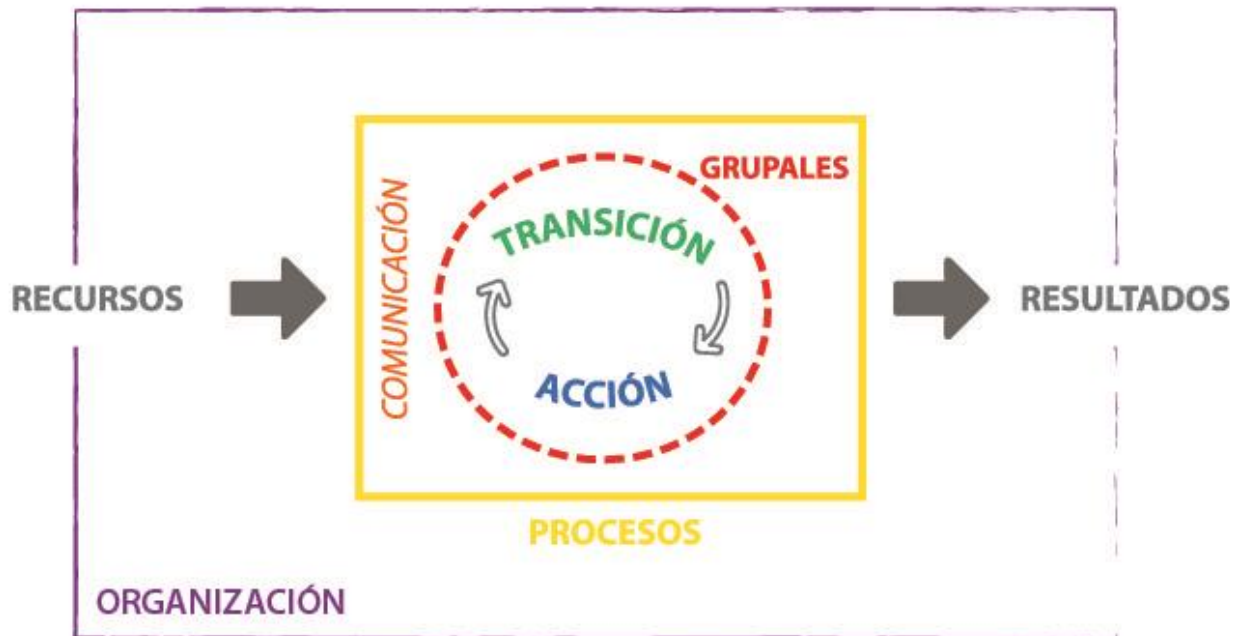 GRUPALES
COMUNICACIÓN
TRANSICIÓN
RECURSOS
RESULTADOS
ACCIÓN
PROCESOS
ORGANIZACIÓN